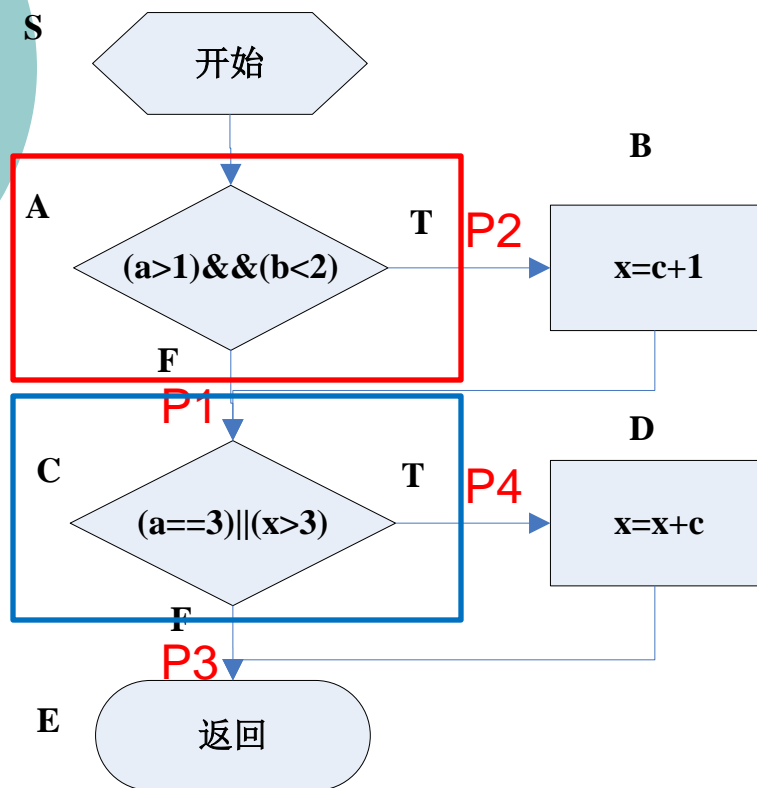 S
开始
B
A
T
P2
(a>1)&&(b<2)
x=c+1
F
P1
D
C
T
P4
(a==3)||(x>3)
x=x+c
F
P3
E
返回